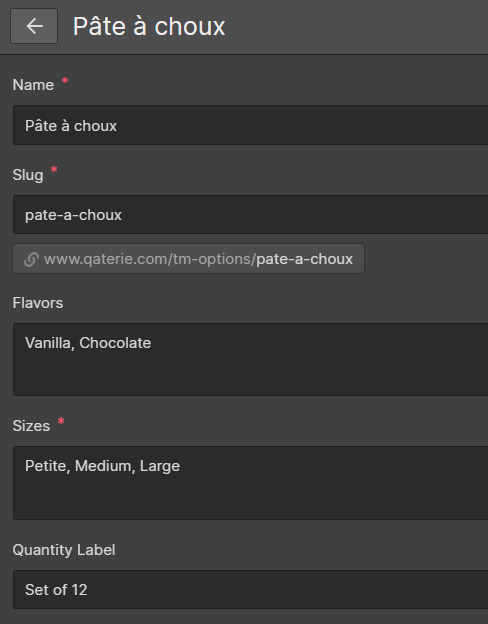 Pâte à choux
Name *
Pâte à choux
Slug *
pate-a-choux
www.qaterie.com/tm-options/pate-a-choux
Flavors
Vanilla, Chocolate
Sizes *
Petite, Medium, Large
Quantity Label
Set of 12